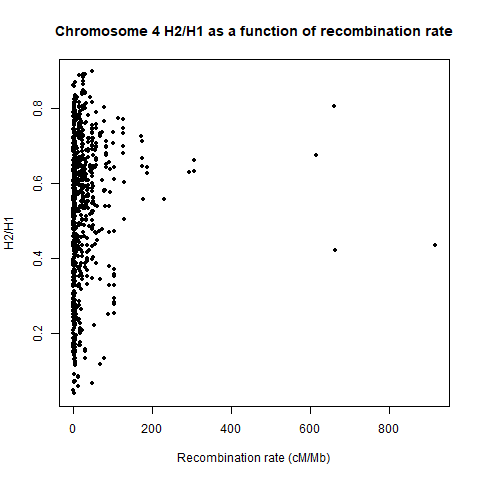 Chromosome 4 H2/H1 as a function of recombination rate
0.8
0.6
0.4
0.2
H2/H1
0 200 400 600 800
Recombination rate (cM/Mb)